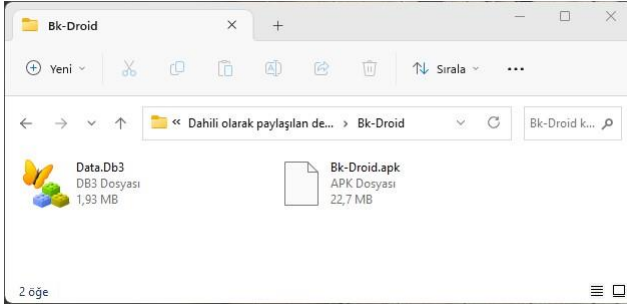 Bk-Droid
Yeni
Sırala
« Dahili olarak paylaşılan de... > Bk-Droid
Bk-Droid k...
Data.Db3
DB3 Dosyası
1,93 MB
Bk-Droid.apk
APK Dosyası
22,7 MB
2 öğe